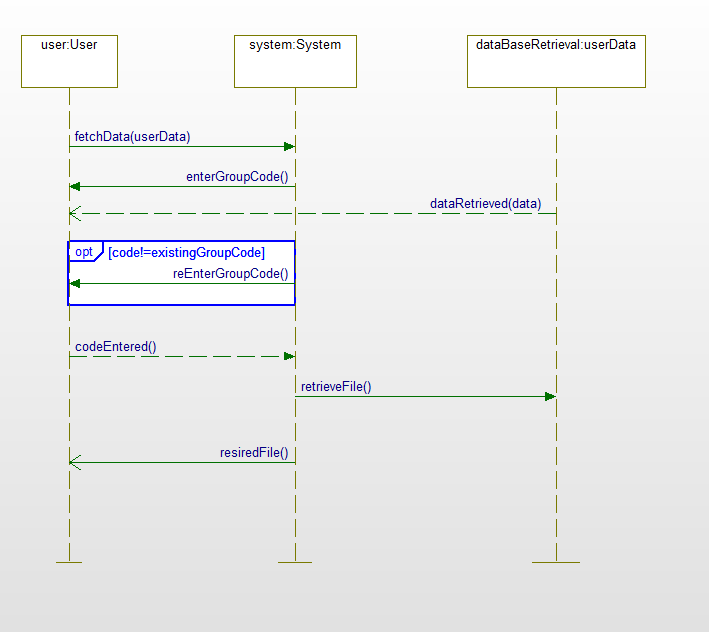 user:User
system:System
dataBaseRetrieval:userData
fetchData(userData)
enterGroupCode()
dataRetrieved(data)
opt
[code!=existingGroupCode]
reEnterGroupCode()
codeEntered()
retrieveFile()
resiredFile()